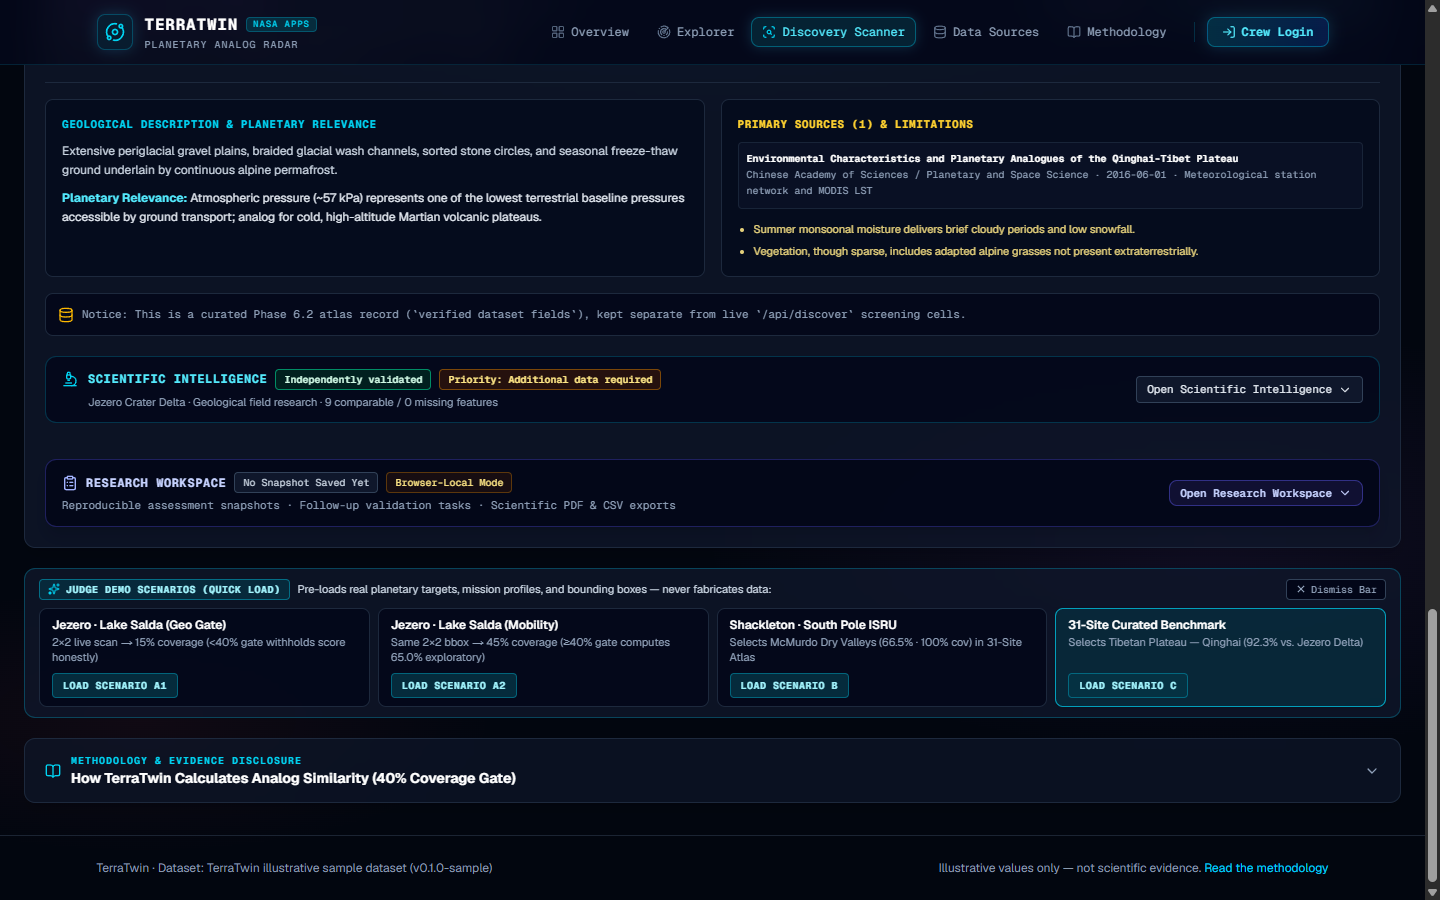 TERRATWIN NASA APPS
PLANETARY ANALOG RADAR
Overview
Explorer
Discovery Scanner
Data Sources
Methodology
Crew Login
GEOLOGICAL DESCRIPTION & PLANETARY RELEVANCE
Extensive periglacial gravel plains, braided glacial wash channels, sorted stone circles, and seasonal freeze-thaw
ground underlain by continuous alpine permafrost.
Planetary Relevance: Atmospheric pressure (~57 kPa) represents one of the lowest terrestrial baseline pressures
accessible by ground transport; analog for cold, high-altitude Martian volcanic plateaus.
PRIMARY SOURCES (1) & LIMITATIONS
Environmental Characteristics and Planetary Analogues of the Qinghai-Tibet Plateau
Chinese Academy of Sciences / Planetary and Space Science · 2016-06-01 · Meteorological station
network and MODIS LST
• Summer monsoonal moisture delivers brief cloudy periods and low snowfall.
• Vegetation, though sparse, includes adapted alpine grasses not present extraterrestrially.
Notice: This is a curated Phase 6.2 atlas record (`verified dataset fields`), kept separate from live `/api/discover` screening cells.
SCIENTIFIC INTELLIGENCE Independently validated Priority: Additional data required
Jezero Crater Delta · Geological field research · 9 comparable / 0 missing features
Open Scientific Intelligence
RESEARCH WORKSPACE No Snapshot Saved Yet Browser-Local Mode
Reproducible assessment snapshots · Follow-up validation tasks · Scientific PDF & CSV exports
Open Research Workspace
JUDGE DEMO SCENARIOS (QUICK LOAD) Pre-loads real planetary targets, mission profiles, and bounding boxes — never fabricates data:
Dismiss Bar
Jezero · Lake Salda (Geo Gate)
2×2 live scan → 15% coverage (<40% gate withholds score
honestly)
LOAD SCENARIO A1
Jezero · Lake Salda (Mobility)
Same 2×2 bbox → 45% coverage (≥40% gate computes
65.0% exploratory)
LOAD SCENARIO A2
Shackleton · South Pole ISRU
Selects McMurdo Dry Valleys (66.5% · 100% cov) in 31-Site
Atlas
LOAD SCENARIO B
31-Site Curated Benchmark
Selects Tibetan Plateau — Qinghai (92.3% vs. Jezero Delta)
LOAD SCENARIO C
METHODOLOGY & EVIDENCE DISCLOSURE
How TerraTwin Calculates Analog Similarity (40% Coverage Gate)
TerraTwin · Dataset: TerraTwin illustrative sample dataset (v0.1.0-sample)
Illustrative values only — not scientific evidence. Read the methodology